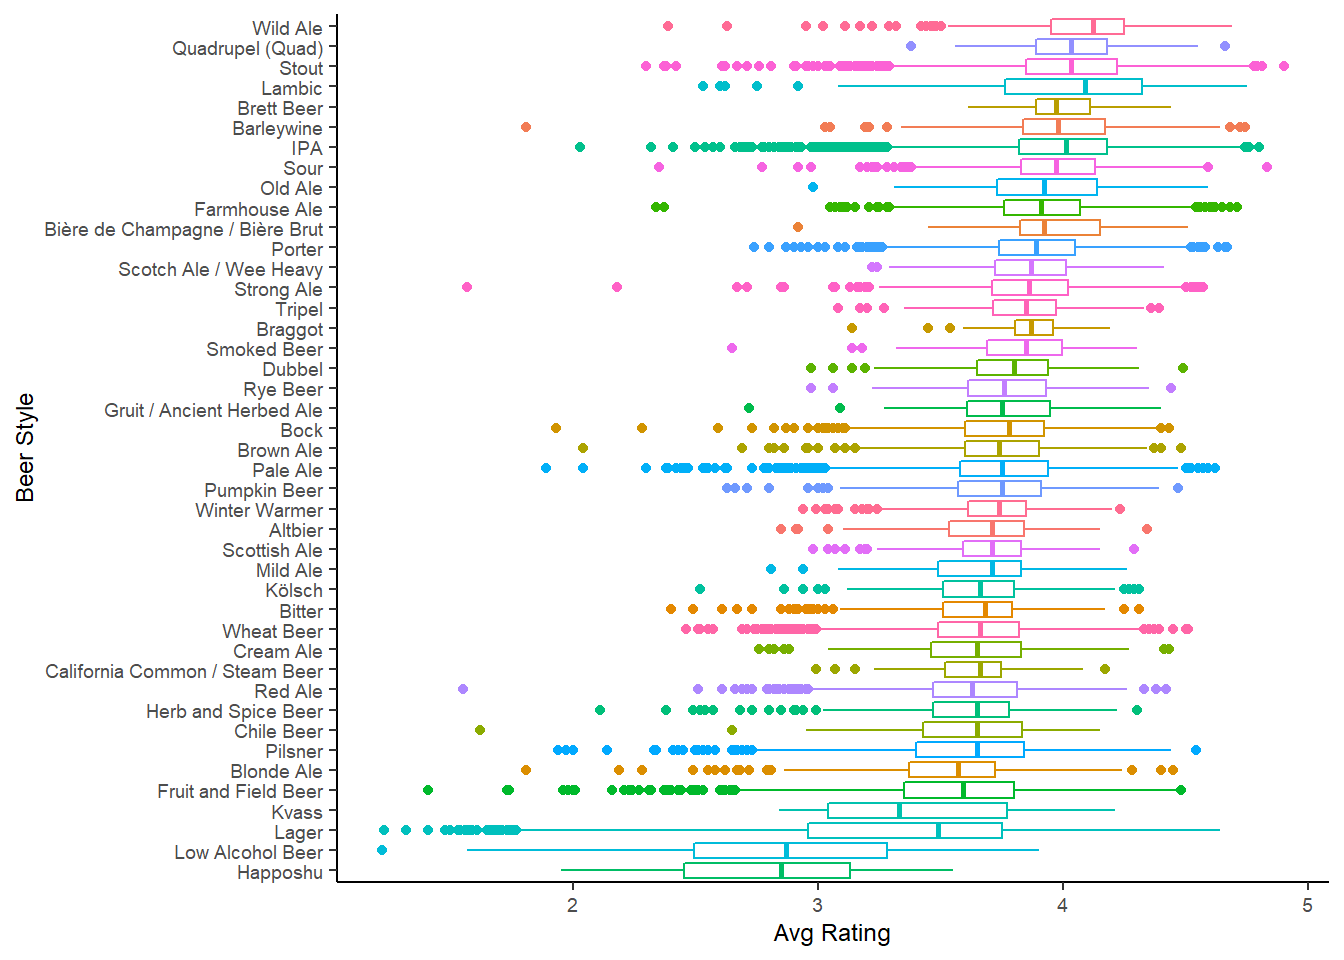 Beer Style
Wild Ale
Quadrupel (Quad)
Stout
Lambic
Brett Beer
Barleywine
IPA
Sour
Old Ale
Farmhouse Ale
Bière de Champagne / Bière Brut
Porter
Scotch Ale / Wee Heavy
Strong Ale
Tripel
Braggot
Smoked Beer
Dubbel
Rye Beer
Gruit / Ancient Herbed Ale
Bock
Brown Ale
Pale Ale
Pumpkin Beer
Winter Warmer
Altbier
Scottish Ale
Mild Ale
Kölsch
Bitter
Wheat Beer
Cream Ale
California Common / Steam Beer
Red Ale
Herb and Spice Beer
Chile Beer
Pilsner
Blonde Ale
Fruit and Field Beer
Kvass
Lager
Low Alcohol Beer
Happoshu
2 3 4 5
Avg Rating